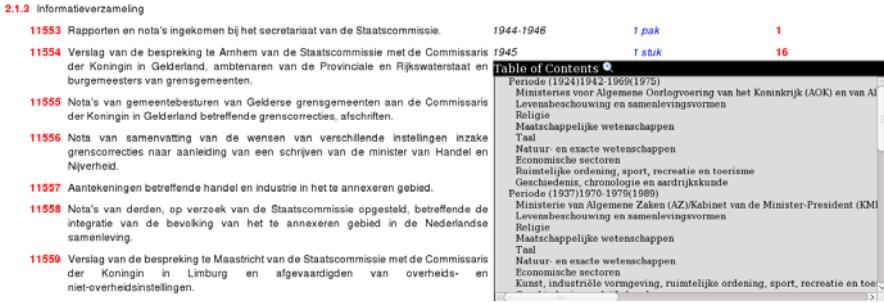 2.1.3 Informatieverzameling
11553 Rapporten en nota's ingekomen bij het secretariaat van de Staatscommissie. 1944-1946 1 pak 1
11554 Verslag van de bespreking te Arnhem van de Staatscommissie met de Commissaris 1945 1 stuk 16
der Koningin in Gelderland, ambtenaren van de Provinciale en Rijkswaterstaat en
burgemeesters van grensgemeenten.
11555 Nota's van gemeentebesturen van Gelderse grensgemeenten aan de Commissaris
der Koningin in Gelderland betreffende grenscorrecties, afschriften.
11556 Nota van samenvatting van de wensen van verschillende instellingen inzake
grenscorrecties naar aanleiding van een schrijven van de minister van Handel en
Nijverheid.
11557 Aantekeningen betreffende handel en industrie in het te annexeren gebied.
11558 Nota's van derden, op verzoek van de Staatscommissie opgesteld, betreffende de
integratie van de bevolking van het te annexeren gebied in de Nederlandse
samenleving.
11559 Verslag van de bespreking te Maastricht van de Staatscommissie met de Commissaris
der Koningin in Limburg en afgevaardigden van overheids- en
niet-overheidsinstellingen.
Table of Contents
Periode (1924)1942-1969(1975)
Ministeries voor Algemene Oorlogvoering van het Koninkrijk (AOK) en van Al
Levensbeschouwing en samenlevingsvormen
Religie
Maatschappelijke wetenschappen
Taal
Natuur- en exacte wetenschappen
Economische sectoren
Ruimtelijke ordening, sport, recreatie en toerisme
Geschiedenis, chronologie en aardrijkskunde
Periode (1937)1970-1979(1989)
Ministerie van Algemene Zaken (AZ)/Kabinet van de Minister-President (KMI
Levensbeschouwing en samenlevingsvormen
Religie
Maatschappelijke wetenschappen
Taal
Natuur- en exacte wetenschappen
Economische sectoren
Kunst, industriële vormgeving, ruimtelijke ordening, sport, recreatie en toe